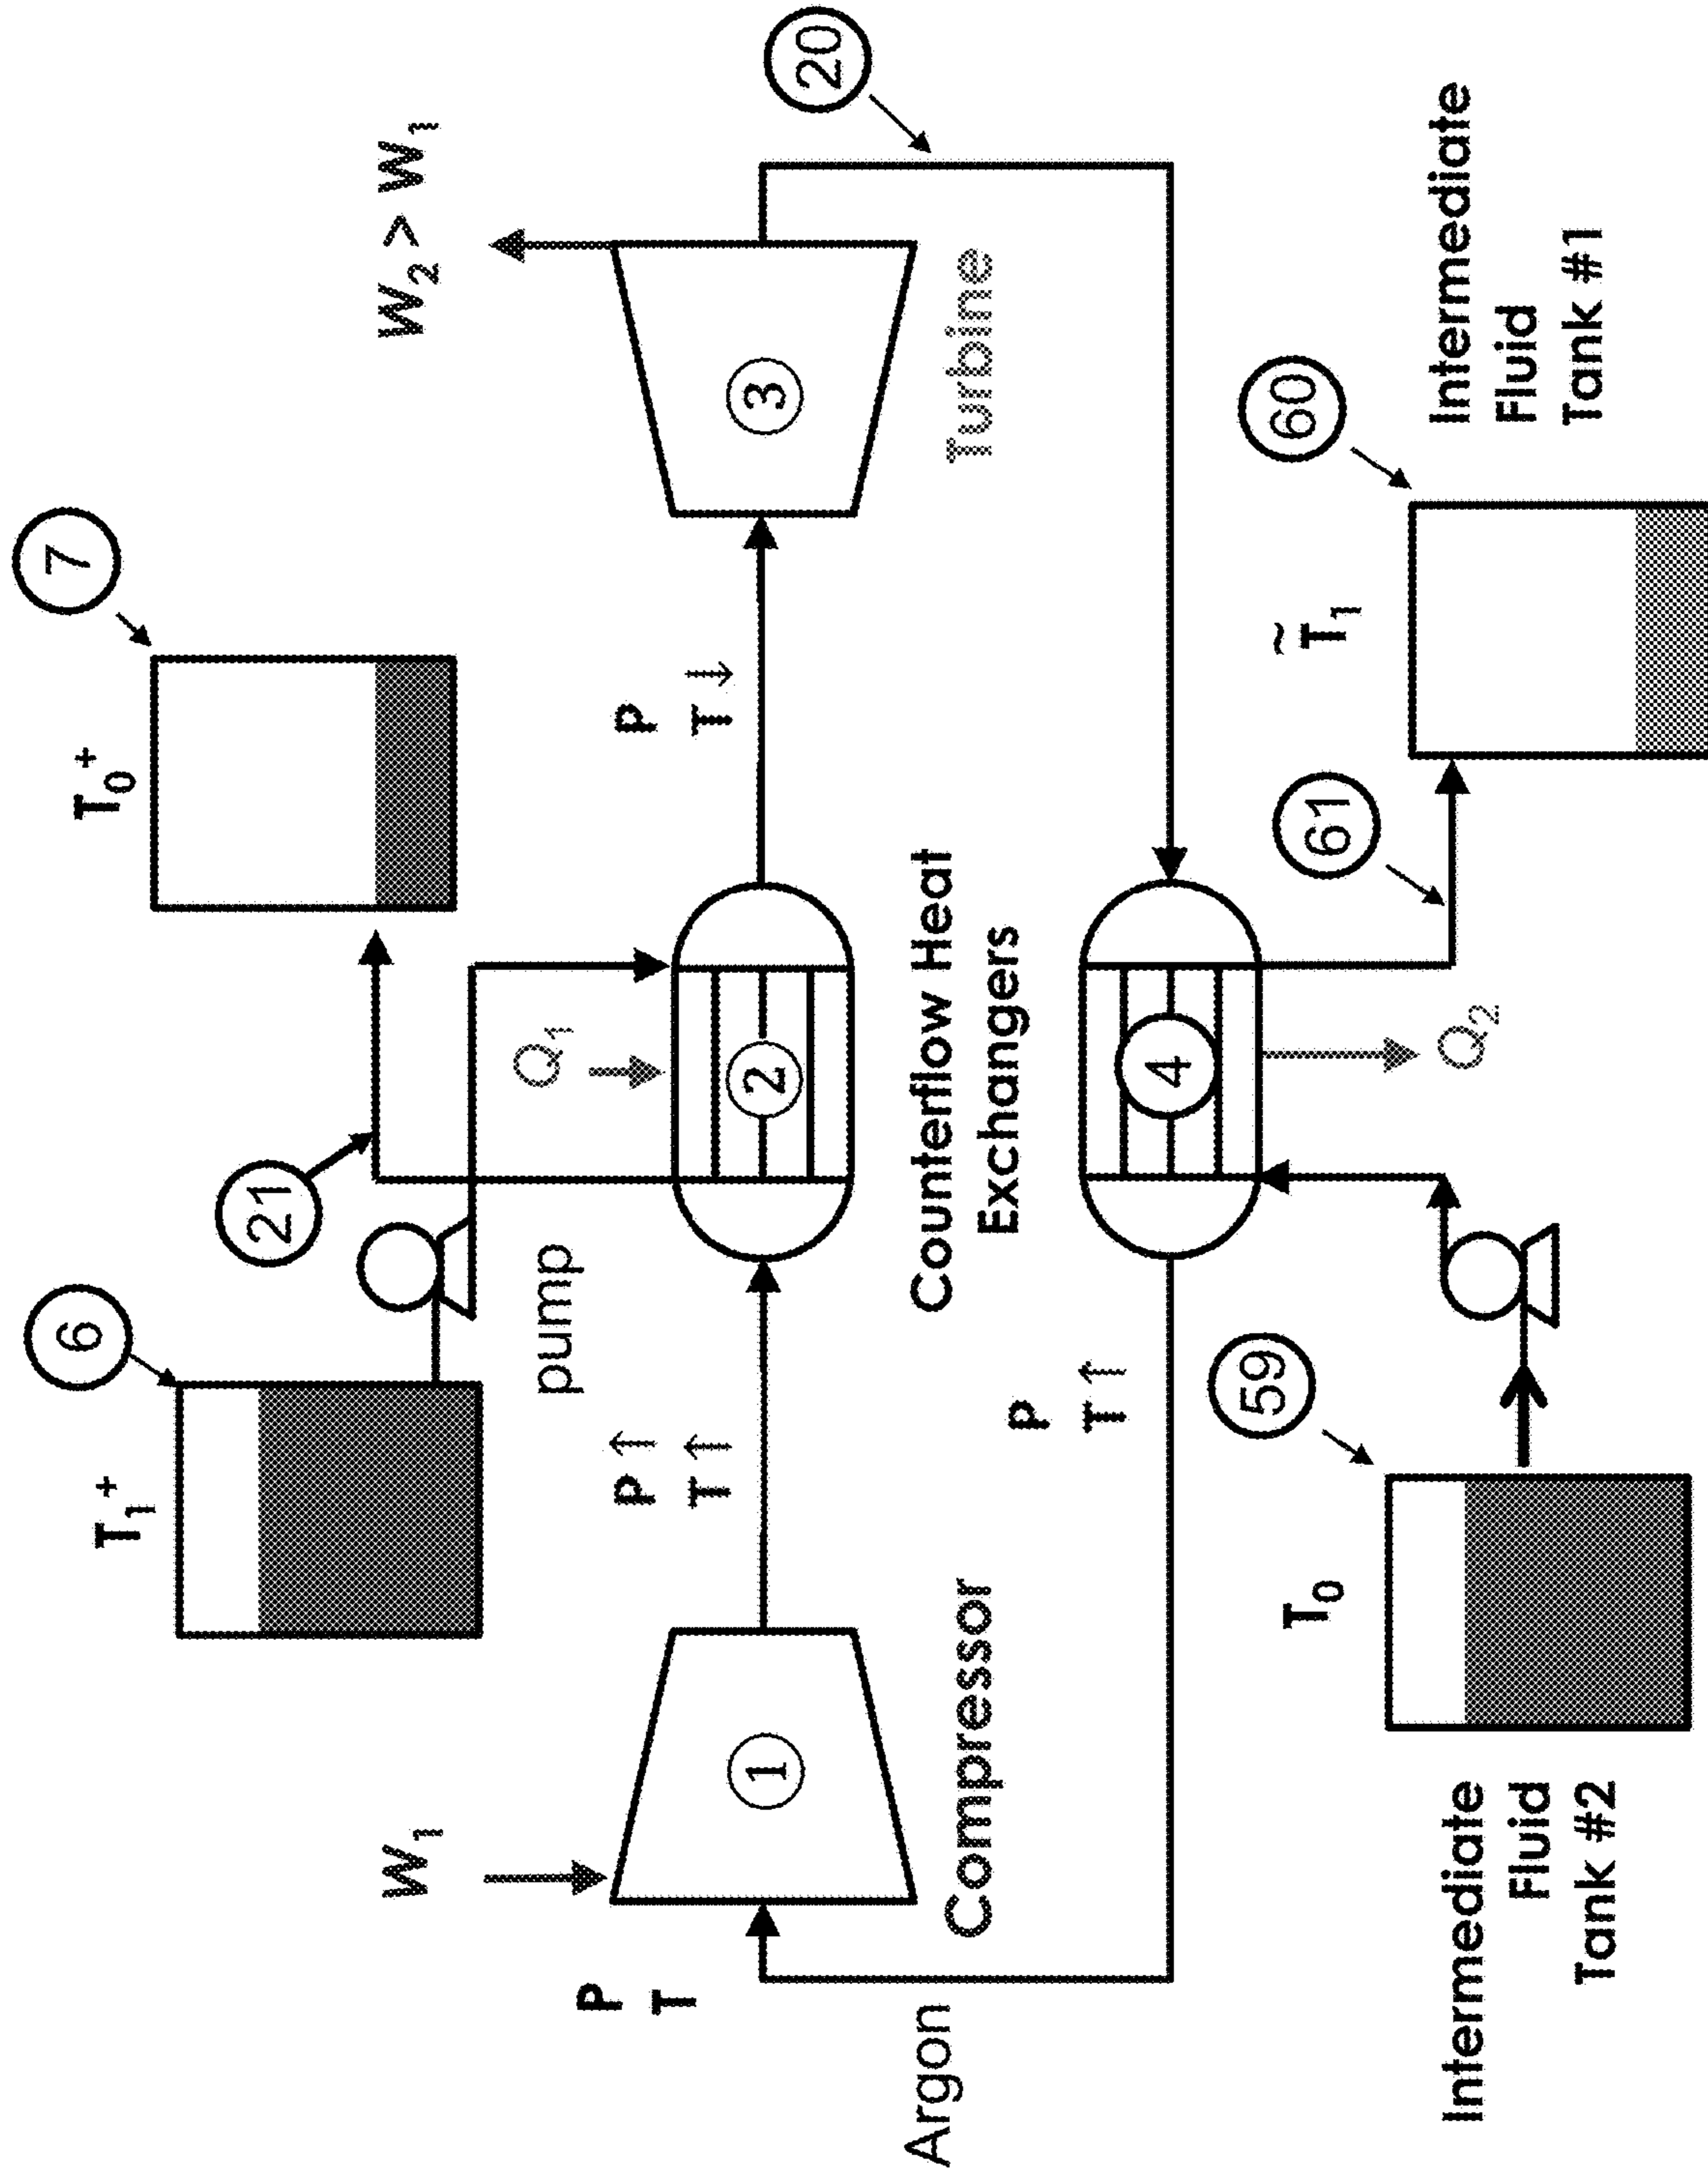 6
7
T₁⁺
T₀⁺
21
W₁
pump
Q₁
W₂ > W₁
P
T
P↑
T↑
P
T↓
20
1
2
3
Compressor
Turbine
Argon
Counterflow Heat
Exchangers
P
T↑
4
59
61
60
T₀
Q₂
T̃₁
Intermediate
Fluid
Tank #2
Intermediate
Fluid
Tank #1